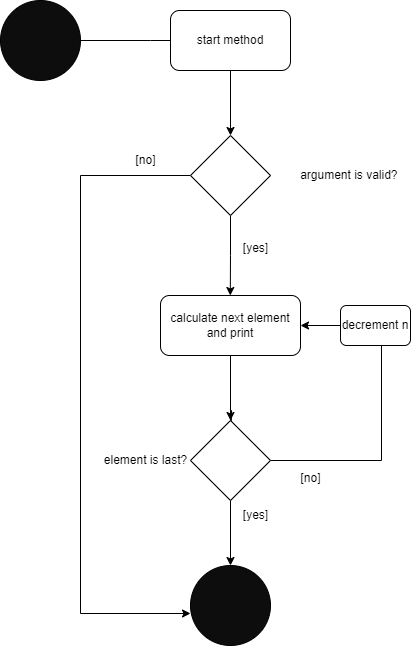 start method
[no]
argument is valid?
[yes]
calculate next element
and print
decrement n
element is last?
[no]
[yes]